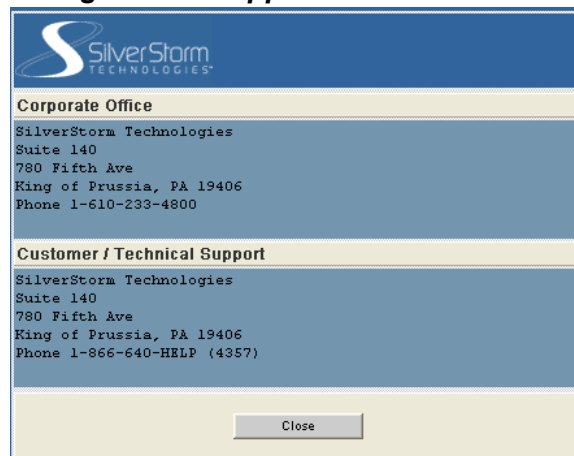 SilverStorm
TECHNOLOGIES
Corporate Office
SilverStorm Technologies
Suite 140
780 Fifth Ave
King of Prussia, PA 19406
Phone 1-610-233-4800
Customer / Technical Support
SilverStorm Technologies
Suite 140
780 Fifth Ave
King of Prussia, PA 19406
Phone 1-866-640-HELP (4357)
Close